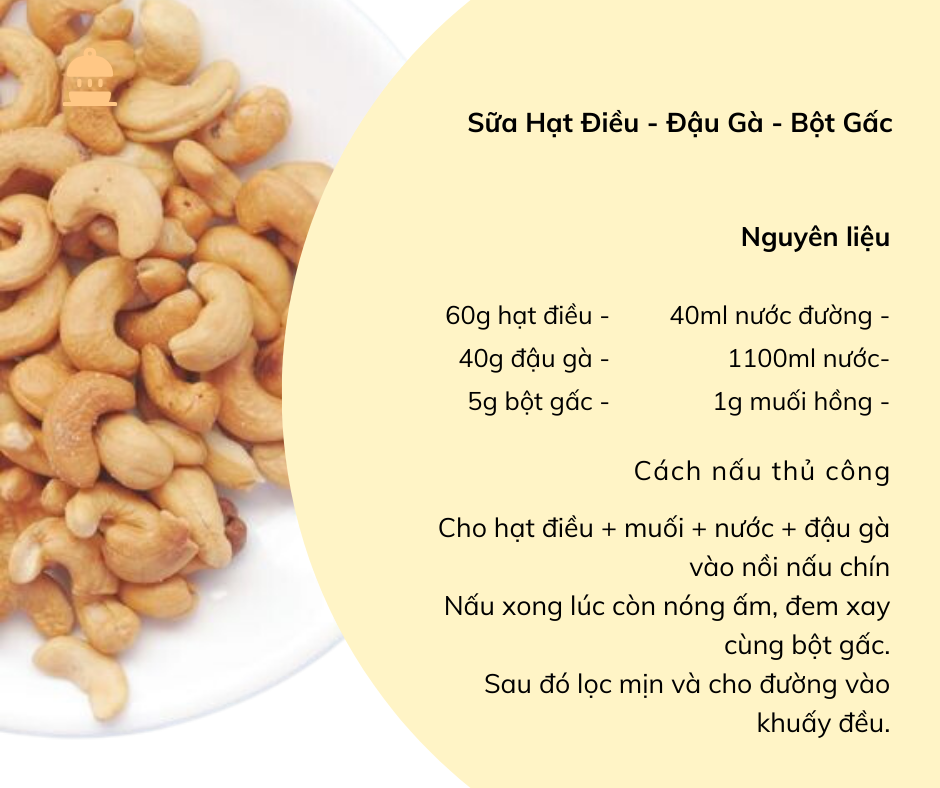 Sữa Hạt Điều - Đậu Gà - Bột Gấc
Nguyên liệu
60g hạt điều -
40g đậu gà -
5g bột gấc -
40ml nước đường -
1100ml nước-
1g muối hồng -
Cách nấu thủ công
Cho hạt điều + muối + nước + đậu gà
vào nồi nấu chín
Nấu xong lúc còn nóng ấm, đem xay
cùng bột gấc.
Sau đó lọc mịn và cho đường vào
khuấy đều.